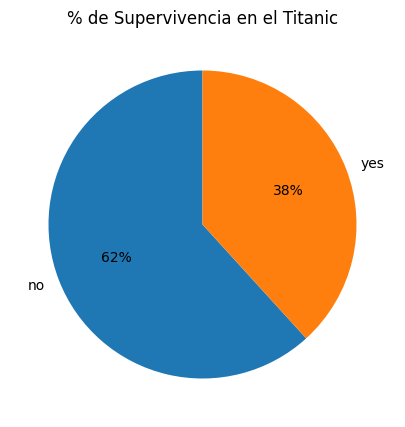 % de Supervivencia en el Titanic
yes
38%
62%
no